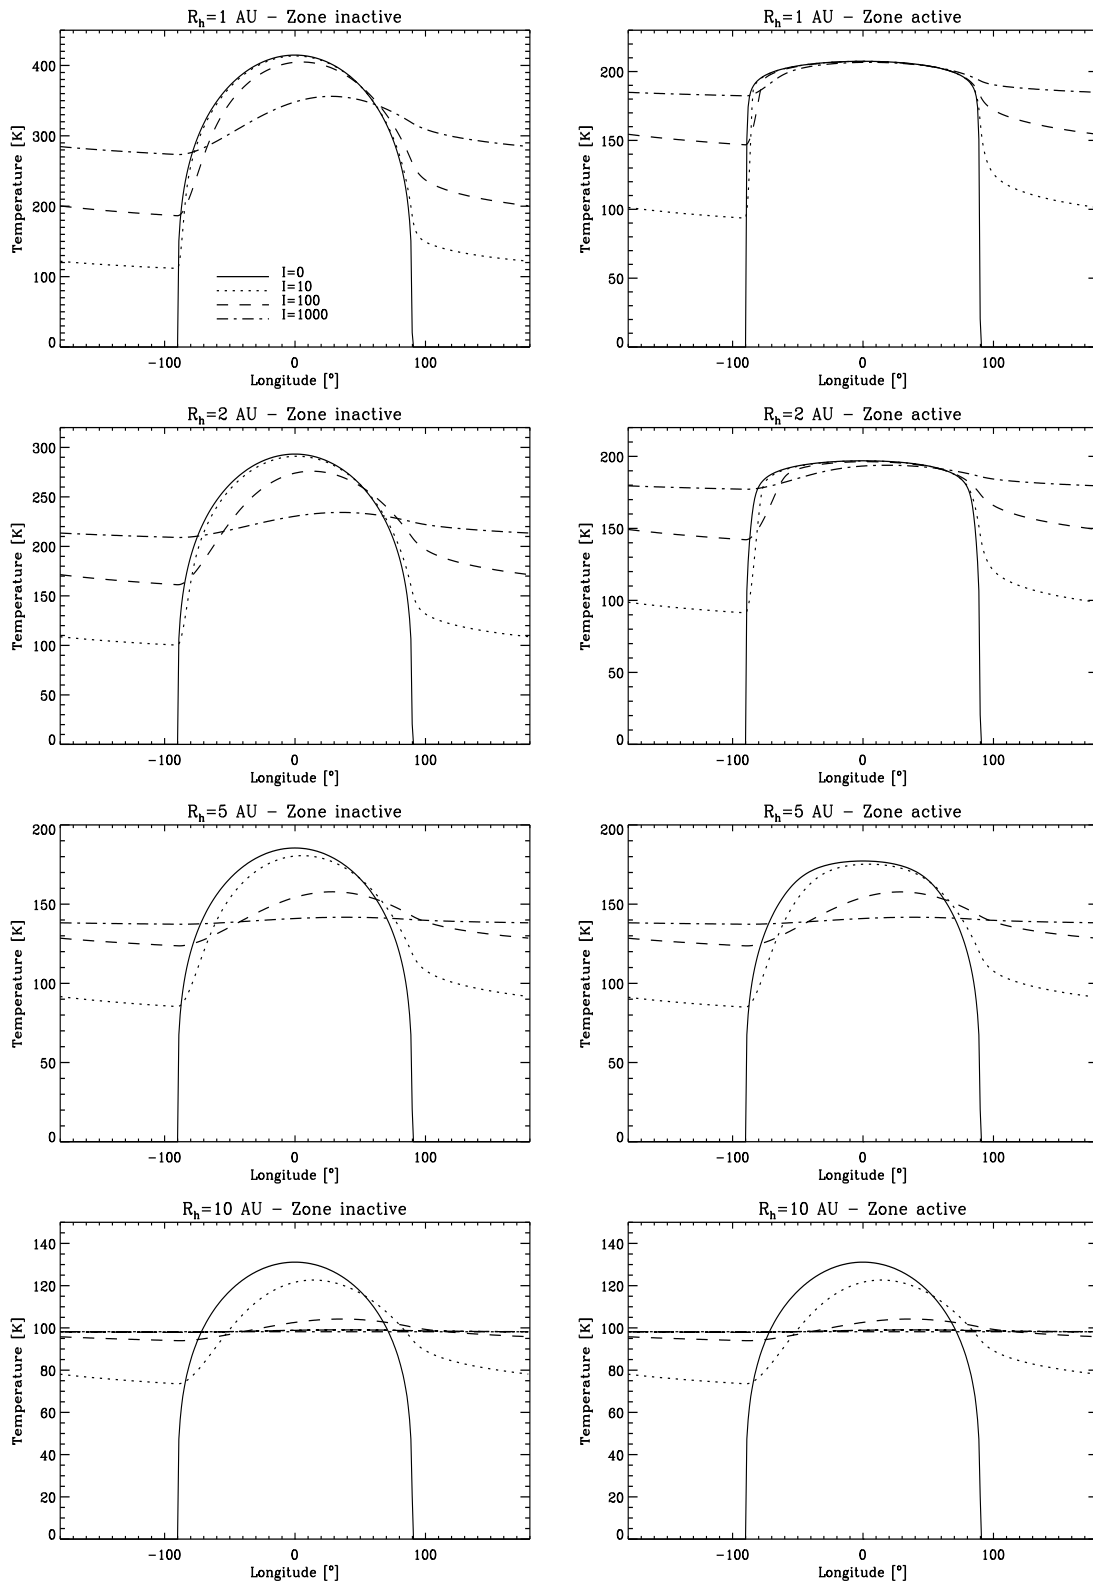 R_h=1 AU – Zone inactive
Temperature [K]
400
300
200
100
0
I=0
I=10
I=100
I=1000
−100 0 100
Longitude [°]
R_h=1 AU – Zone active
Temperature [K]
200
150
100
50
0
−100 0 100
Longitude [°]
R_h=2 AU – Zone inactive
Temperature [K]
300
250
200
150
100
50
0
−100 0 100
Longitude [°]
R_h=2 AU – Zone active
Temperature [K]
200
150
100
50
0
−100 0 100
Longitude [°]
R_h=5 AU – Zone inactive
Temperature [K]
200
150
100
50
0
−100 0 100
Longitude [°]
R_h=5 AU – Zone active
Temperature [K]
200
150
100
50
0
−100 0 100
Longitude [°]
R_h=10 AU – Zone inactive
Temperature [K]
140
120
100
80
60
40
20
0
−100 0 100
Longitude [°]
R_h=10 AU – Zone active
Temperature [K]
140
120
100
80
60
40
20
0
−100 0 100
Longitude [°]